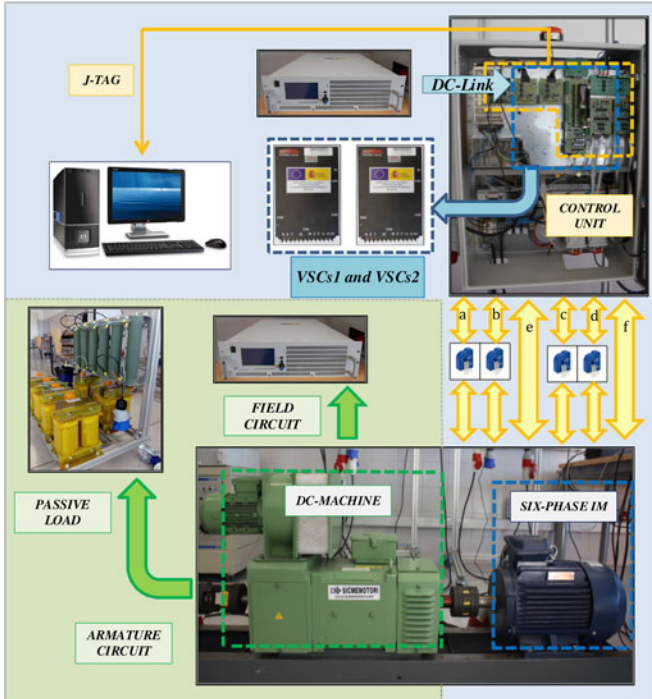 J-TAG
DC-Link
CONTROL
UNIT
VSCs1 and VSCs2
a
b
e
c
d
f
FIELD
CIRCUIT
PASSIVE
LOAD
DC-MACHINE
SIX-PHASE IM
SICMEMOTORI
ARMATURE
CIRCUIT